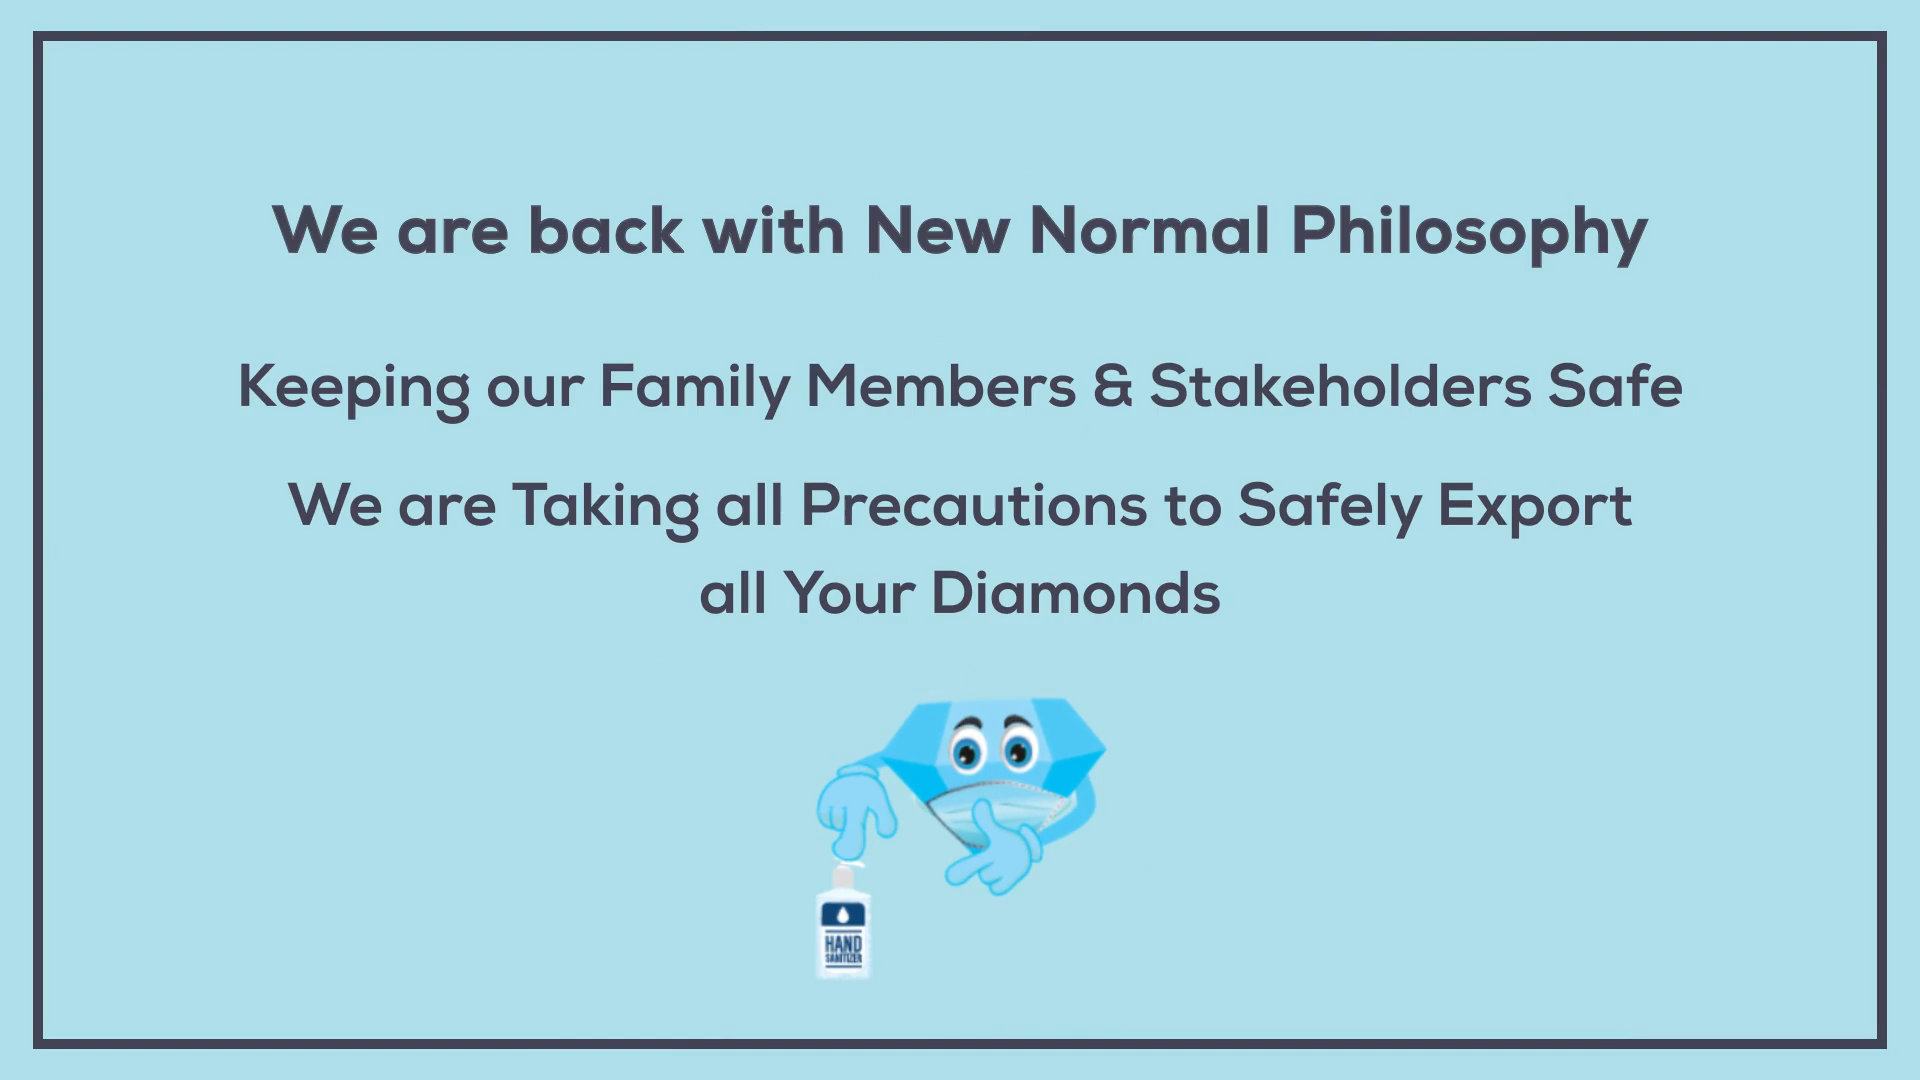 We are back with New Normal Philosophy
Keeping our Family Members & Stakeholders Safe
We are Taking all Precautions to Safely Export
all Your Diamonds
HAND
SANITIZER